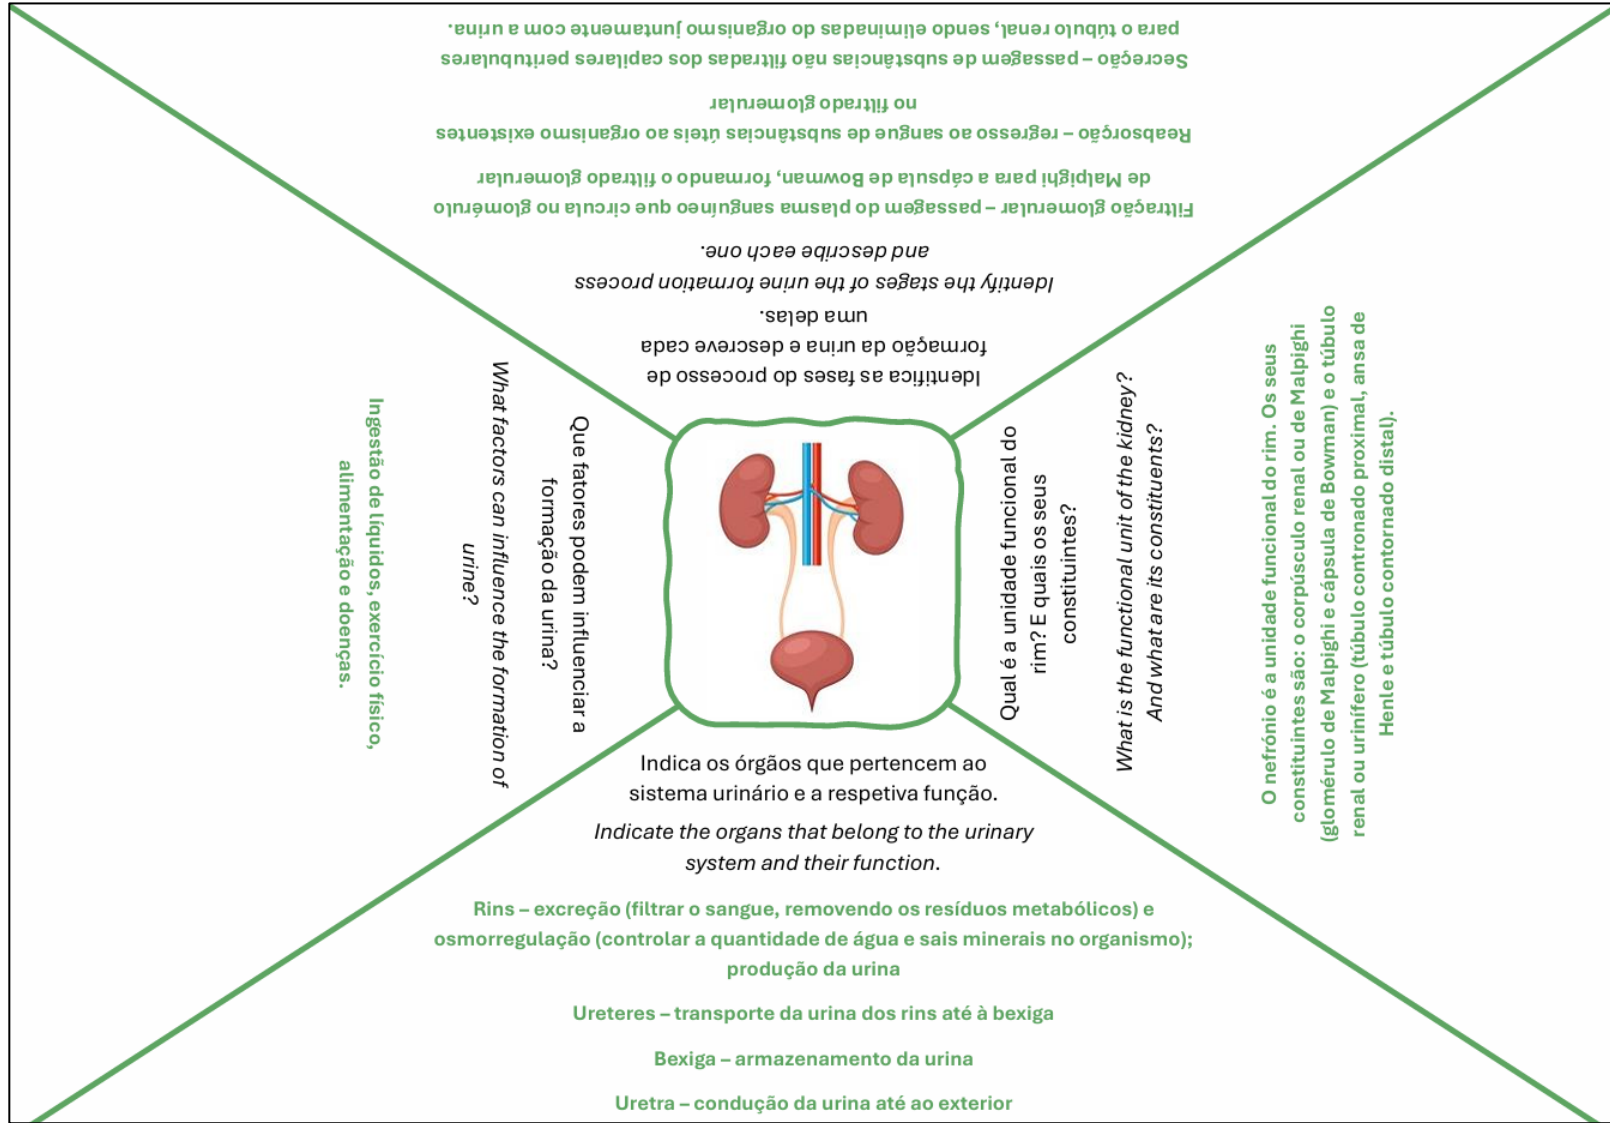 Identifica as fases do processo de
formação da urina e descreve cada
uma delas.
Identify the stages of the urine formation process
and describe each one.
Filtração glomerular – passagem do plasma sanguíneo que circula no glomérulo
de Malpighi para a cápsula de Bowman, formando o filtrado glomerular
Reabsorção – regresso ao sangue de substâncias úteis ao organismo existentes
no filtrado glomerular
Secreção – passagem de substâncias não filtradas dos capilares peritubulares
para o túbulo renal, sendo eliminadas do organismo juntamente com a urina.
Que fatores podem influenciar a
formação da urina?
What factors can influence the formation of
urine?
Ingestão de líquidos, exercício físico,
alimentação e doenças.
Qual é a unidade funcional do
rim? E quais os seus
constituintes?
What is the functional unit of the kidney?
And what are its constituents?
O nefrónio é a unidade funcional do rim. Os seus
constituintes são: o corpúsculo renal ou de Malpighi
(glomérulo de Malpighi e cápsula de Bowman) e o túbulo
renal ou urinífero (túbulo contronado proximal, ansa de
Henle e túbulo contornado distal).
Indica os órgãos que pertencem ao
sistema urinário e a respetiva função.
Indicate the organs that belong to the urinary
system and their function.
Rins – excreção (filtrar o sangue, removendo os resíduos metabólicos) e
osmorregulação (controlar a quantidade de água e sais minerais no organismo);
produção da urina
Ureteres – transporte da urina dos rins até à bexiga
Bexiga – armazenamento da urina
Uretra – condução da urina até ao exterior